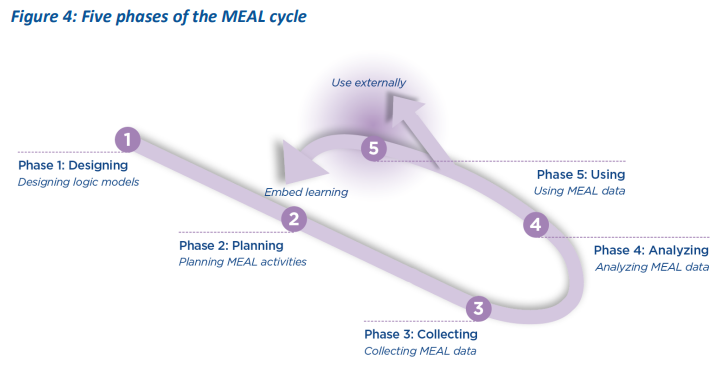 Figure 4: Five phases of the MEAL cycle
Use externally
1
Phase 1: Designing
Designing logic models
5
Phase 5: Using
Using MEAL data
Embed learning
2
Phase 2: Planning
Planning MEAL activities
4
Phase 4: Analyzing
Analyzing MEAL data
3
Phase 3: Collecting
Collecting MEAL data